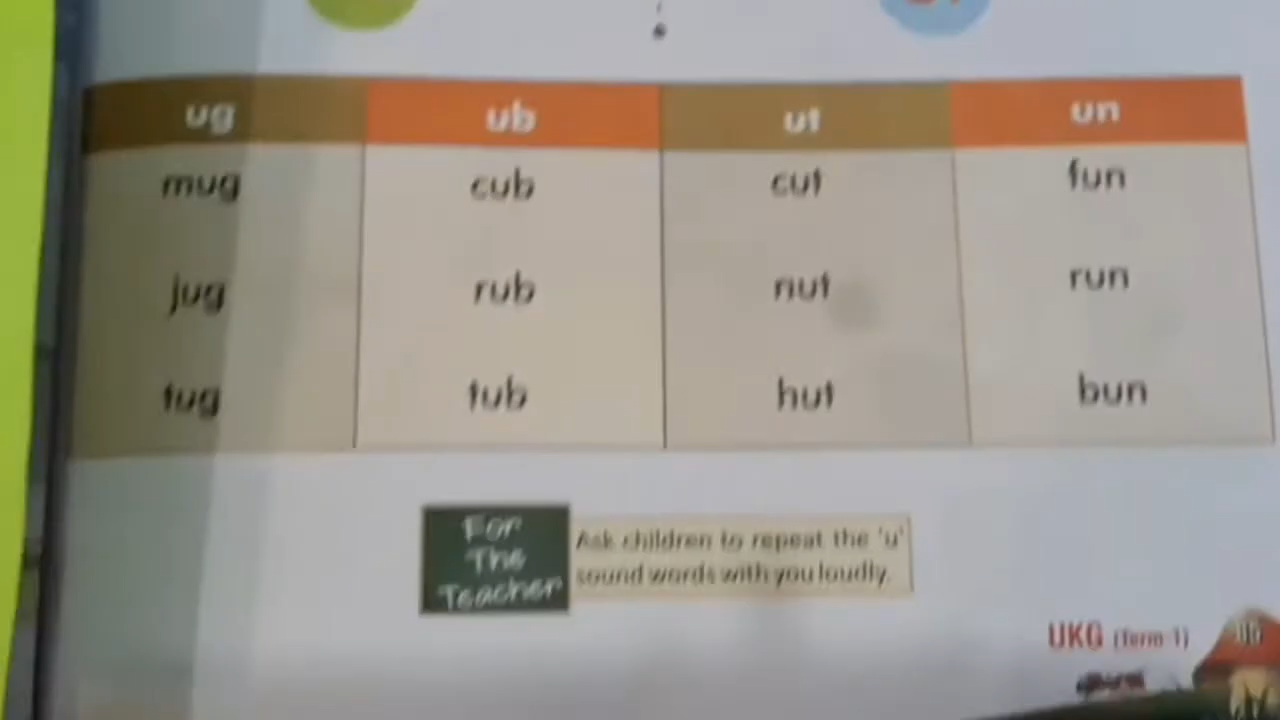 ug ub ut un
mug cub cut fun
jug rub nut run
tug tub hut bun
For
The
Teacher
Ask children to repeat the 'u'
sound words with you loudly.
UKG (Term-1)